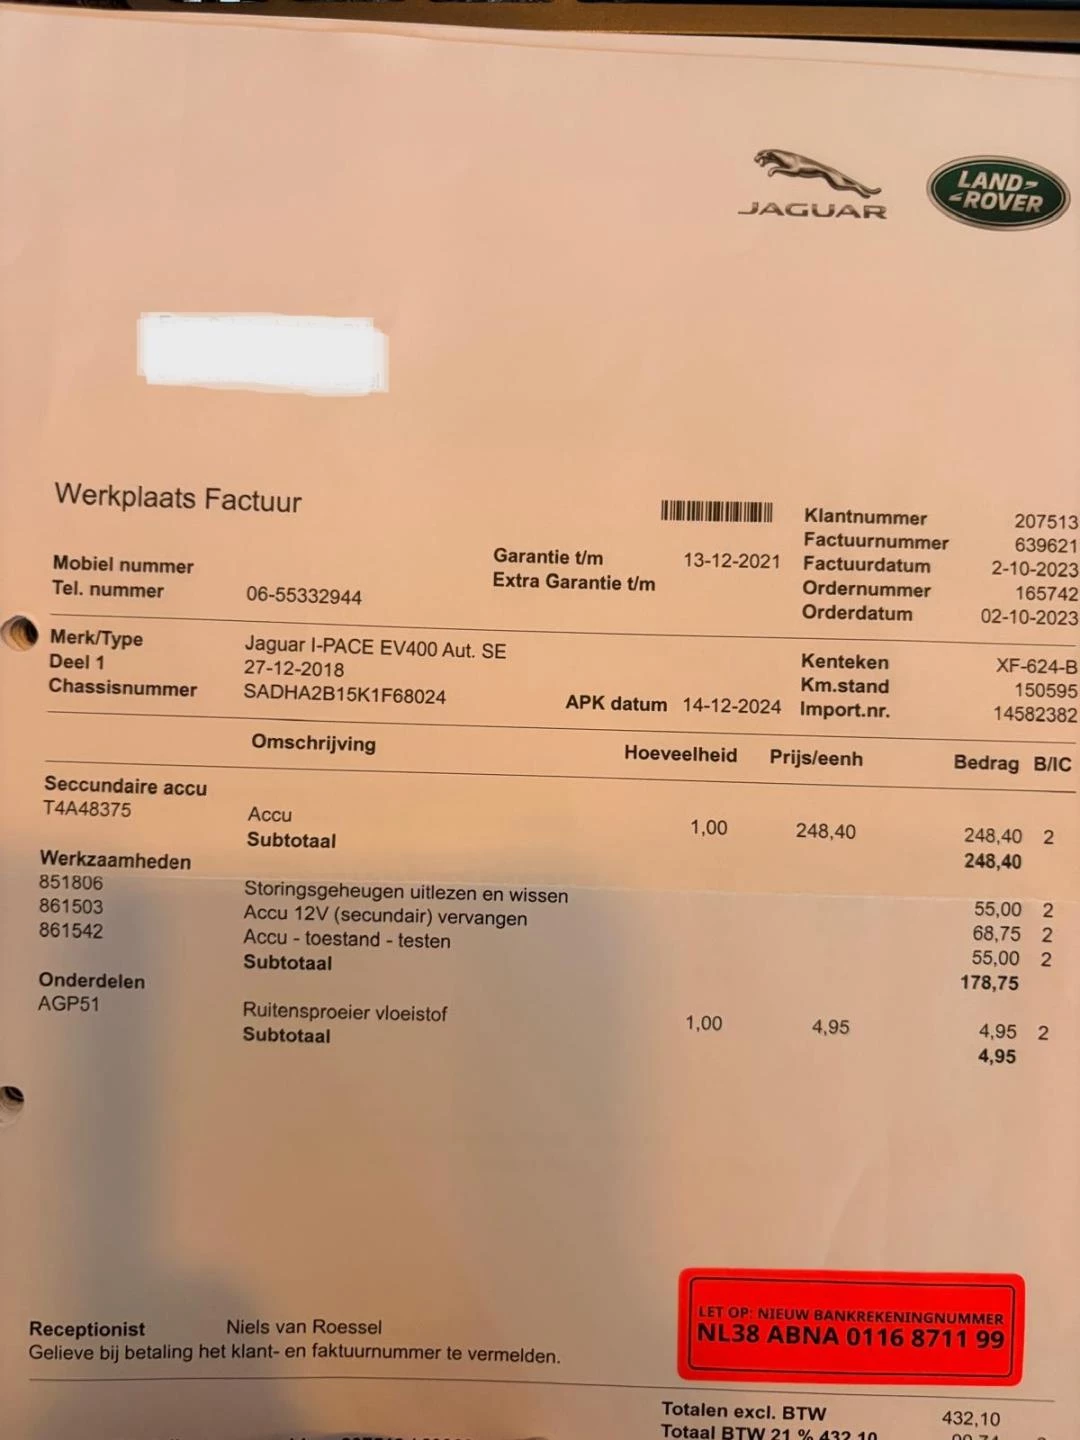 JAGUAR
LAND-
-ROVER
Werkplaats Factuur
Klantnummer 207513
Factuurnummer 639621
Factuurdatum 2-10-2023
Ordernummer 165742
Orderdatum 02-10-2023
Garantie t/m 13-12-2021
Extra Garantie t/m
Mobiel nummer
Tel. nummer 06-55332944
Merk/Type Jaguar I-PACE EV400 Aut. SE
Deel 1 27-12-2018
Chassisnummer SADHA2B15K1F68024
APK datum 14-12-2024
Kenteken XF-624-B
Km.stand 150595
Import.nr. 14582382
Omschrijving Hoeveelheid Prijs/eenh Bedrag B/IC
Seccundaire accu
T4A48375 Accu 1,00 248,40 248,40 2
Subtotaal 248,40
Werkzaamheden
851806 Storingsgeheugen uitlezen en wissen 55,00 2
861503 Accu 12V (secundair) vervangen 68,75 2
861542 Accu - toestand - testen 55,00 2
Subtotaal 178,75
Onderdelen
AGP51 Ruitensproeier vloeistof 1,00 4,95 4,95 2
Subtotaal 4,95
LET OP: NIEUW BANKREKENINGNUMMER
NL38 ABNA 0116 8711 99
Receptionist Niels van Roessel
Gelieve bij betaling het klant- en faktuurnummer te vermelden.
Totalen excl. BTW 432,10
Totaal BTW 21 % 432,10